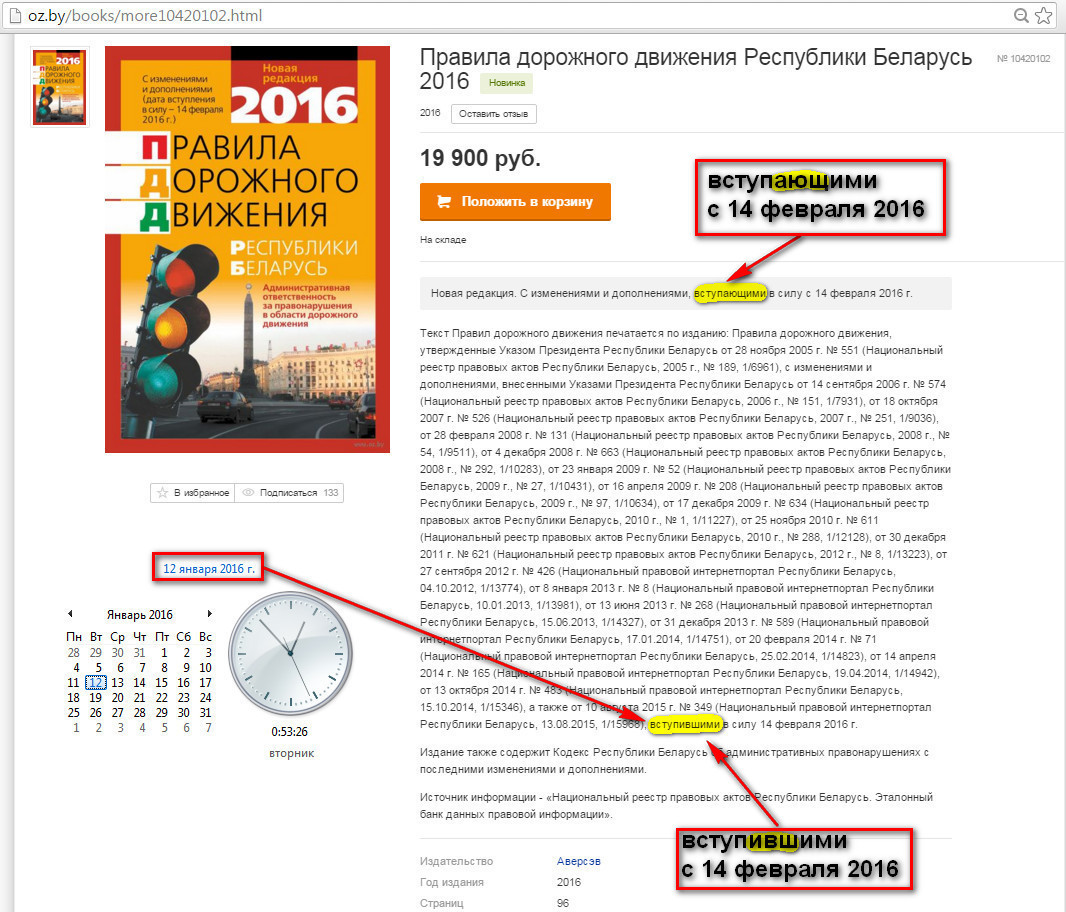 oz.by/books/more10420102.html
2016
ПРАВИЛА
ДОРОЖНОГО
ДВИЖЕНИЯ
С изменениями
и дополнениями
(дата вступления
в силу – 14 февраля
2016 г.)
Новая
редакция
2016
ПРАВИЛА
ДОРОЖНОГО
ДВИЖЕНИЯ
РЕСПУБЛИКИ
БЕЛАРУСЬ
Административная
ответственность
за правонарушения
в области дорожного
движения
www.oz.by
В избранное
Подписаться 133
Правила дорожного движения Республики Беларусь
2016 Новинка
№ 10420102
2016 Оставить отзыв
19 900 руб.
Положить в корзину
На складе
вступающими
с 14 февраля 2016
Новая редакция. С изменениями и дополнениями, вступающими в силу с 14 февраля 2016 г.
Текст Правил дорожного движения печатается по изданию: Правила дорожного движения,
утвержденные Указом Президента Республики Беларусь от 28 ноября 2005 г. № 551 (Национальный
реестр правовых актов Республики Беларусь, 2005 г., № 189, 1/6961), с изменениями и
дополнениями, внесенными Указами Президента Республики Беларусь от 14 сентября 2006 г. № 574
(Национальный реестр правовых актов Республики Беларусь, 2006 г., № 151, 1/7931), от 18 октября
2007 г. № 526 (Национальный реестр правовых актов Республики Беларусь, 2007 г., № 251, 1/9036),
от 28 февраля 2008 г. № 131 (Национальный реестр правовых актов Республики Беларусь, 2008 г., №
54, 1/9511), от 4 декабря 2008 г. № 663 (Национальный реестр правовых актов Республики Беларусь,
2008 г., № 292, 1/10283), от 23 января 2009 г. № 52 (Национальный реестр правовых актов Республики
Беларусь, 2009 г., № 27, 1/10431), от 16 апреля 2009 г. № 208 (Национальный реестр правовых актов
Республики Беларусь, 2009 г., № 97, 1/10634), от 17 декабря 2009 г. № 634 (Национальный реестр
правовых актов Республики Беларусь, 2010 г., № 1, 1/11227), от 25 ноября 2010 г. № 611
(Национальный реестр правовых актов Республики Беларусь, 2010 г., № 288, 1/12128), от 30 декабря
2011 г. № 621 (Национальный реестр правовых актов Республики Беларусь, 2012 г., № 8, 1/13223), от
27 сентября 2012 г. № 426 (Национальный правовой интернетпортал Республики Беларусь,
04.10.2012, 1/13774), от 8 января 2013 г. № 8 (Национальный правовой интернетпортал Республики
Беларусь, 10.01.2013, 1/13981), от 13 июня 2013 г. № 268 (Национальный правовой интернетпортал
Республики Беларусь, 15.06.2013, 1/14327), от 31 декабря 2013 г. № 589 (Национальный правовой
интернетпортал Республики Беларусь, 17.01.2014, 1/14751), от 20 февраля 2014 г. № 71
(Национальный правовой интернетпортал Республики Беларусь, 25.02.2014, 1/14823), от 14 апреля
2014 г. № 165 (Национальный правовой интернетпортал Республики Беларусь, 19.04.2014, 1/14942),
от 13 октября 2014 г. № 483 (Национальный правовой интернетпортал Республики Беларусь,
15.10.2014, 1/15346), а также от 10 августа 2015 г. № 349 (Национальный правовой интернетпортал
Республики Беларусь, 13.08.2015, 1/15968), вступившими в силу 14 февраля 2016 г.
Издание также содержит Кодекс Республики Беларусь об административных правонарушениях с
последними изменениями и дополнениями.
Источник информации - «Национальный реестр правовых актов Республики Беларусь. Эталонный
банк данных правовой информации».
вступившими
с 14 февраля 2016
Издательство Аверсэв
Год издания 2016
Страниц 96
12 января 2016 г.
Январь 2016
Пн Вт Ср Чт Пт Сб Вс
28 29 30 31 1 2 3
4 5 6 7 8 9 10
11 12 13 14 15 16 17
18 19 20 21 22 23 24
25 26 27 28 29 30 31
1 2 3 4 5 6 7
0:53:26
вторник